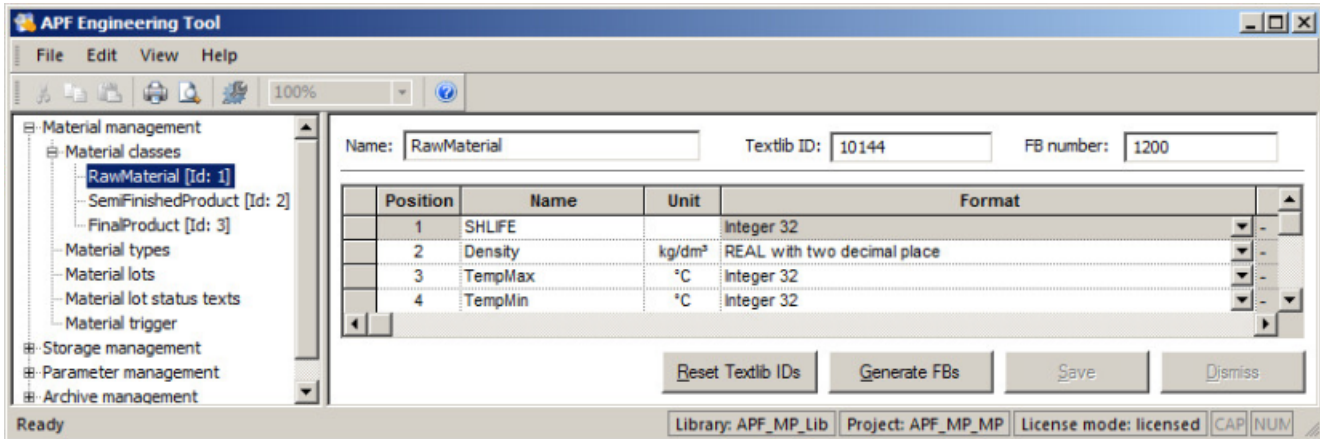 APF Engineering Tool
File Edit View Help
100%
Material management
Material classes
RawMaterial [Id: 1]
SemiFinishedProduct [Id: 2]
FinalProduct [Id: 3]
Material types
Material lots
Material lot status texts
Material trigger
Storage management
Parameter management
Archive management
Name: RawMaterial Textlib ID: 10144 FB number: 1200
Position Name Unit Format
1 SHLIFE Integer 32 -
2 Density kg/dm³ REAL with two decimal place -
3 TempMax °C Integer 32 -
4 TempMin °C Integer 32 -
Reset Textlib IDs Generate FBs Save Dismiss
Ready Library: APF_MP_Lib Project: APF_MP_MP License mode: licensed CAP NUM